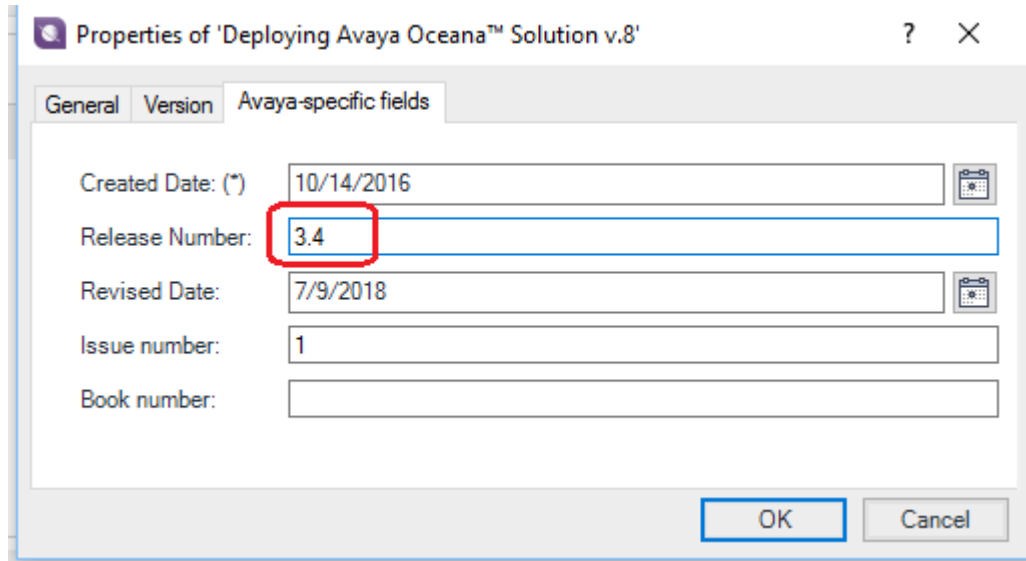 Properties of 'Deploying Avaya Oceana™ Solution v.8' ? ×
General Version Avaya-specific fields
Created Date: (*) 10/14/2016
Release Number: 3.4
Revised Date: 7/9/2018
Issue number: 1
Book number:
OK Cancel